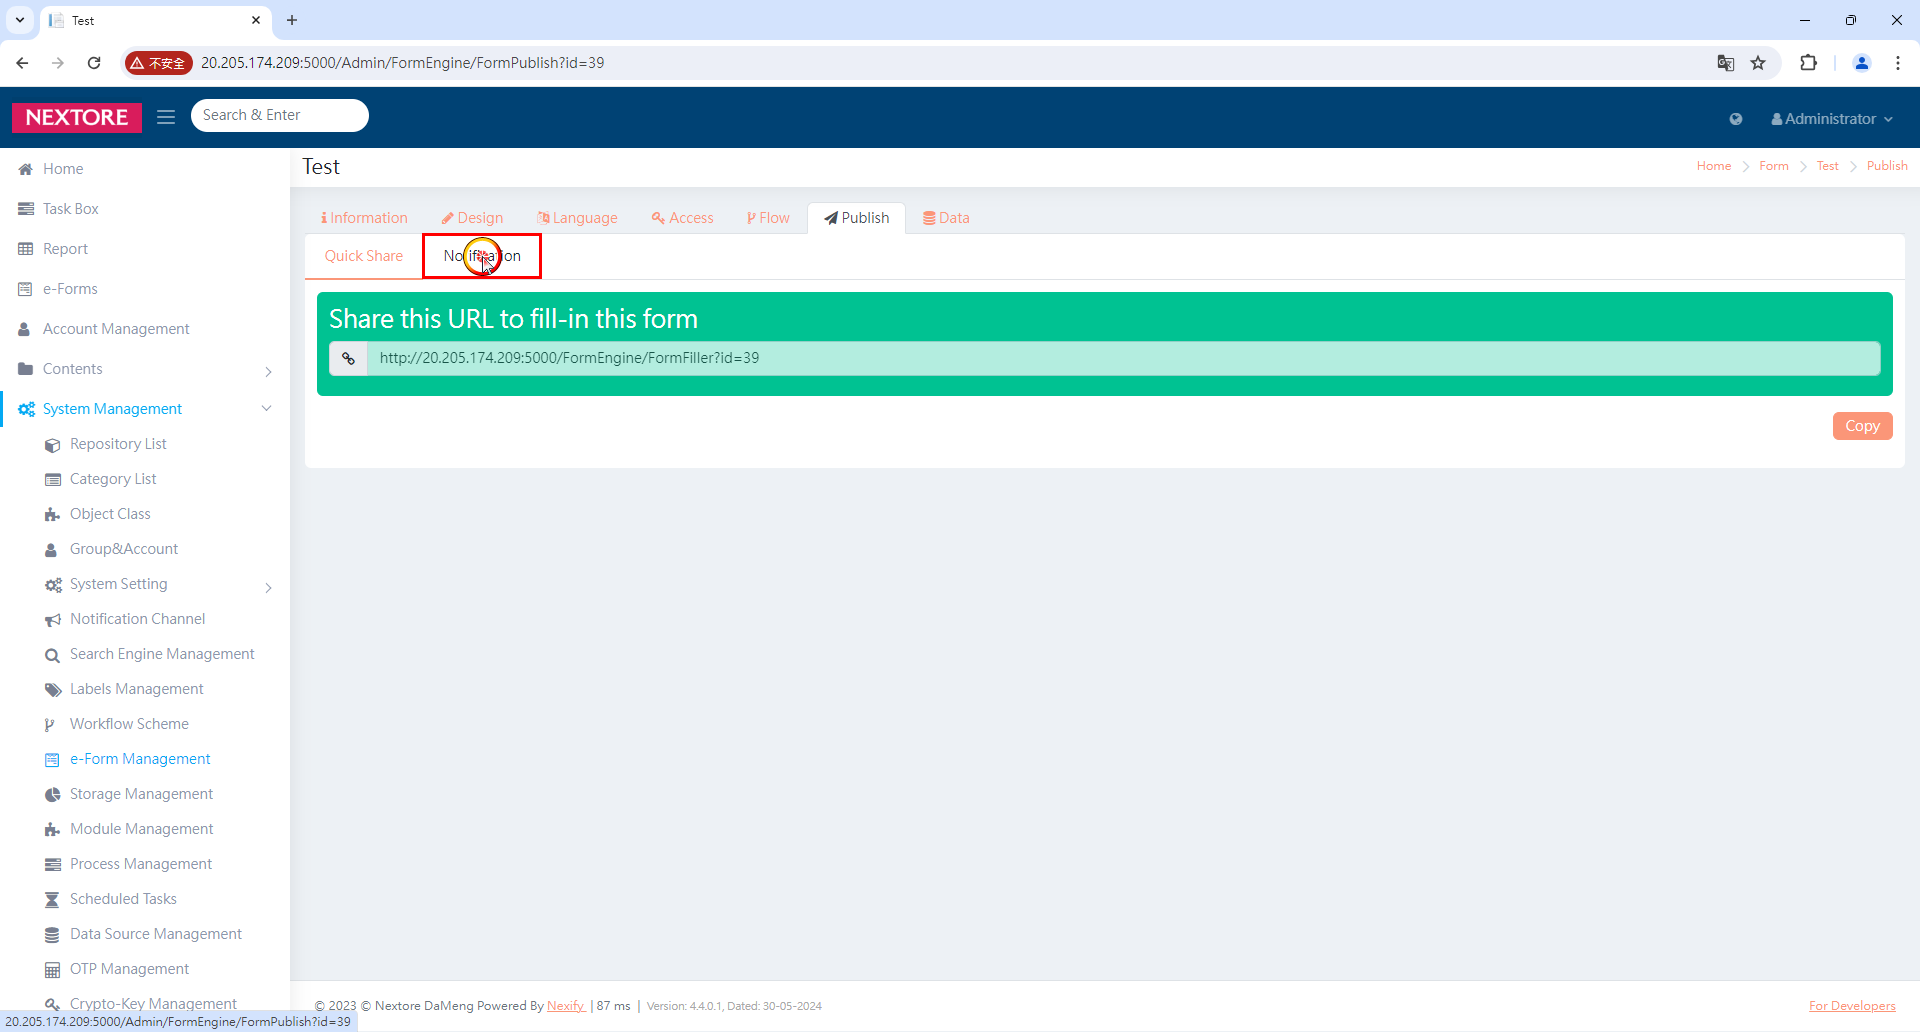 Test
不安全
20.205.174.209:5000/Admin/FormEngine/FormPublish?id=39
NEXTORE
Search & Enter
Administrator
Home
Task Box
Report
e-Forms
Account Management
Contents
System Management
Repository List
Category List
Object Class
Group&Account
System Setting
Notification Channel
Search Engine Management
Labels Management
Workflow Scheme
e-Form Management
Storage Management
Module Management
Process Management
Scheduled Tasks
Data Source Management
OTP Management
Crypto-Key Management
20.205.174.209:5000/Admin/FormEngine/FormPublish?id=39
Test
Home > Form > Test > Publish
Information Design Language Access Flow Publish Data
Quick Share Notification
Share this URL to fill-in this form
http://20.205.174.209:5000/FormEngine/FormFiller?id=39
Copy
© 2023 © Nextore DaMeng Powered By Nexify | 87 ms | Version: 4.4.0.1, Dated: 30-05-2024
For Developers